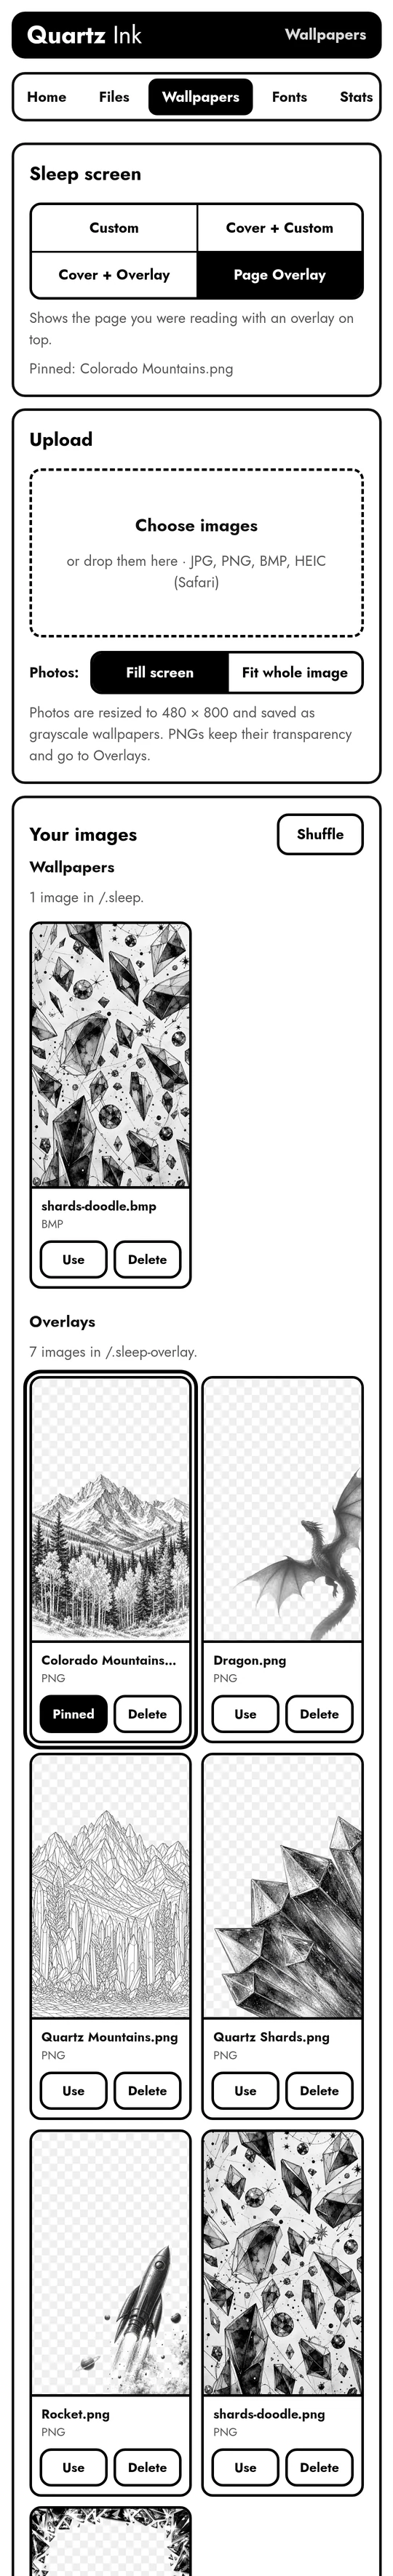 Quartz Ink
Wallpapers
Home Files Wallpapers Fonts Stats
Sleep screen
Custom
Cover + Custom
Cover + Overlay
Page Overlay
Shows the page you were reading with an overlay on
top.
Pinned: Colorado Mountains.png
Upload
Choose images
or drop them here · JPG, PNG, BMP, HEIC
(Safari)
Photos: Fill screen Fit whole image
Photos are resized to 480 × 800 and saved as
grayscale wallpapers. PNGs keep their transparency
and go to Overlays.
Your images
Shuffle
Wallpapers
1 image in /.sleep.
shards-doodle.bmp
BMP
Use Delete
Overlays
7 images in /.sleep-overlay.
Colorado Mountains...
PNG
Pinned Delete
Dragon.png
PNG
Use Delete
Quartz Mountains.png
PNG
Use Delete
Quartz Shards.png
PNG
Use Delete
Rocket.png
PNG
Use Delete
shards-doodle.png
PNG
Use Delete